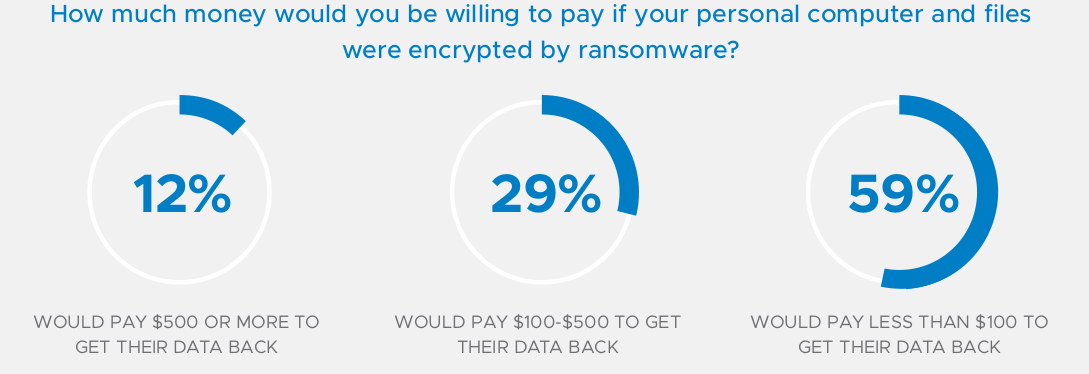 How much money would you be willing to pay if your personal computer and files
were encrypted by ransomware?
12%
29%
59%
WOULD PAY $500 OR MORE TO
GET THEIR DATA BACK
WOULD PAY $100-$500 TO GET
THEIR DATA BACK
WOULD PAY LESS THAN $100 TO
GET THEIR DATA BACK